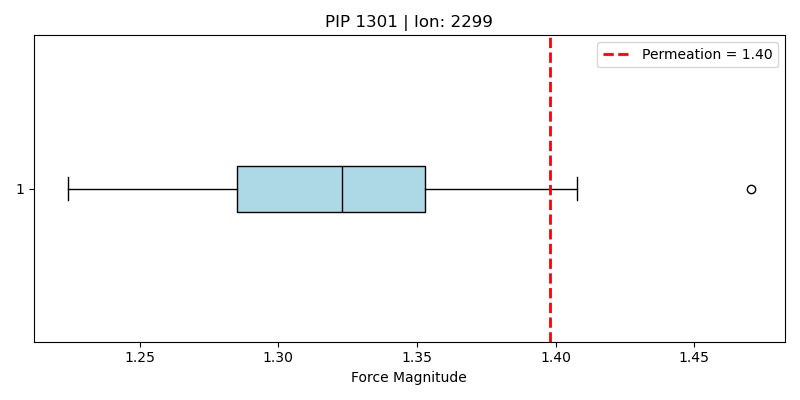 PIP 1301 | Ion: 2299
Permeation = 1.40
1
1.25 1.30 1.35 1.40 1.45
Force Magnitude